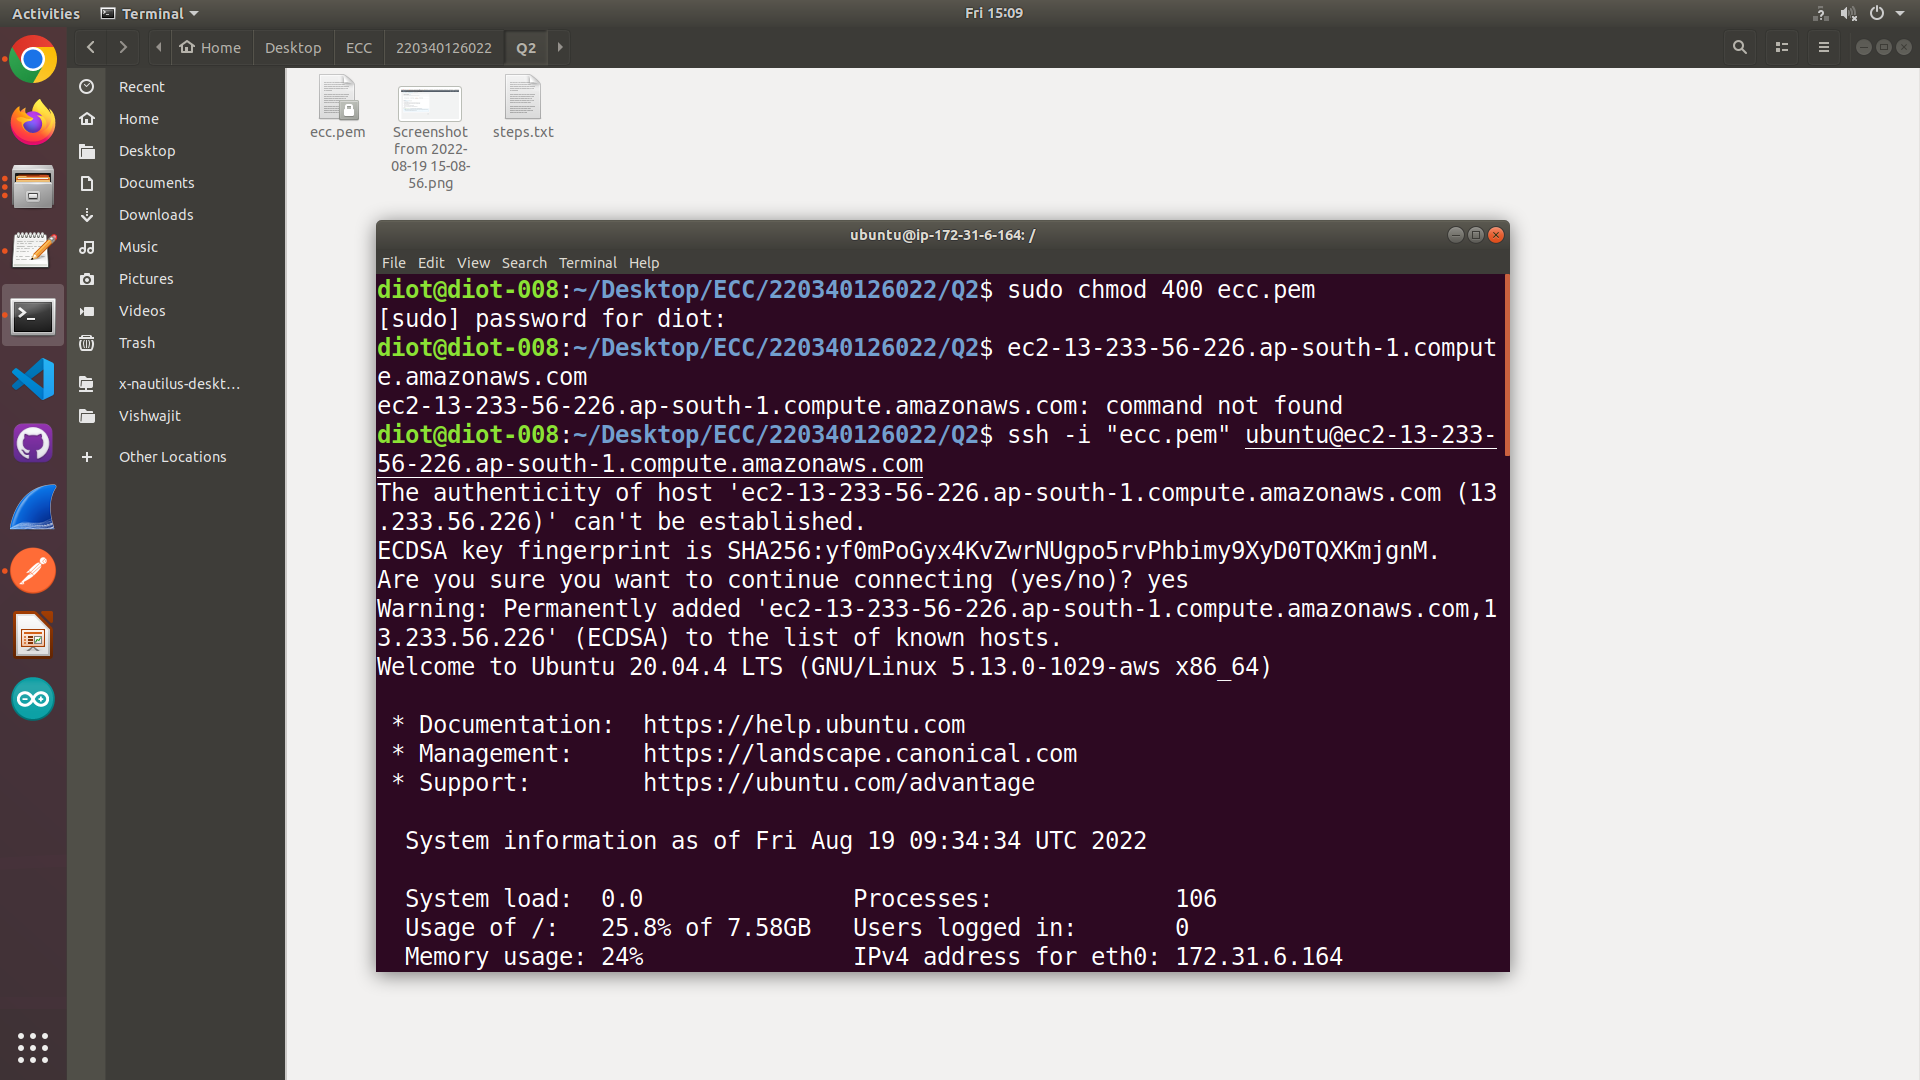 Activities
Terminal
Fri 15:09
Home
Desktop
ECC
220340126022
Q2
Recent
Home
Desktop
Documents
Downloads
Music
Pictures
Videos
Trash
x-nautilus-deskt…
Vishwajit
Other Locations
ecc.pem
Screenshot
from 2022-
08-19 15-08-
56.png
steps.txt
ubuntu@ip-172-31-6-164: /
File Edit View Search Terminal Help
diot@diot-008:~/Desktop/ECC/220340126022/Q2$ sudo chmod 400 ecc.pem
[sudo] password for diot:
diot@diot-008:~/Desktop/ECC/220340126022/Q2$ ec2-13-233-56-226.ap-south-1.comput
e.amazonaws.com
ec2-13-233-56-226.ap-south-1.compute.amazonaws.com: command not found
diot@diot-008:~/Desktop/ECC/220340126022/Q2$ ssh -i "ecc.pem" ubuntu@ec2-13-233-
56-226.ap-south-1.compute.amazonaws.com
The authenticity of host 'ec2-13-233-56-226.ap-south-1.compute.amazonaws.com (13
.233.56.226)' can't be established.
ECDSA key fingerprint is SHA256:yf0mPoGyx4KvZwrNUgpo5rvPhbimy9XyD0TQXKmjgnM.
Are you sure you want to continue connecting (yes/no)? yes
Warning: Permanently added 'ec2-13-233-56-226.ap-south-1.compute.amazonaws.com,1
3.233.56.226' (ECDSA) to the list of known hosts.
Welcome to Ubuntu 20.04.4 LTS (GNU/Linux 5.13.0-1029-aws x86_64)
* Documentation:  https://help.ubuntu.com
* Management:     https://landscape.canonical.com
* Support:        https://ubuntu.com/advantage
System information as of Fri Aug 19 09:34:34 UTC 2022
System load:  0.0               Processes:             106
Usage of /:   25.8% of 7.58GB   Users logged in:       0
Memory usage: 24%               IPv4 address for eth0: 172.31.6.164